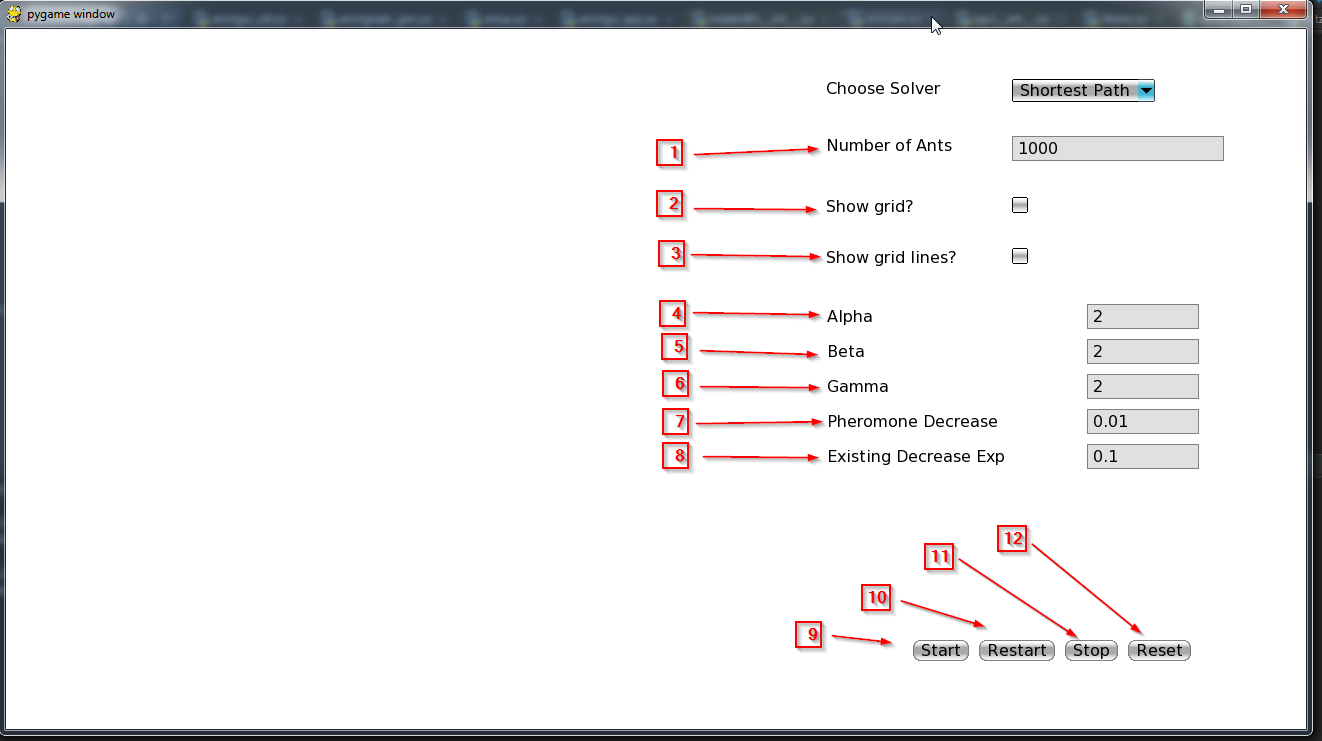 pygame window
Choose Solver Shortest Path
1 Number of Ants 1000
2 Show grid?
3 Show grid lines?
4 Alpha 2
5 Beta 2
6 Gamma 2
7 Pheromone Decrease 0.01
8 Existing Decrease Exp 0.1
12
11
10
9
Start Restart Stop Reset